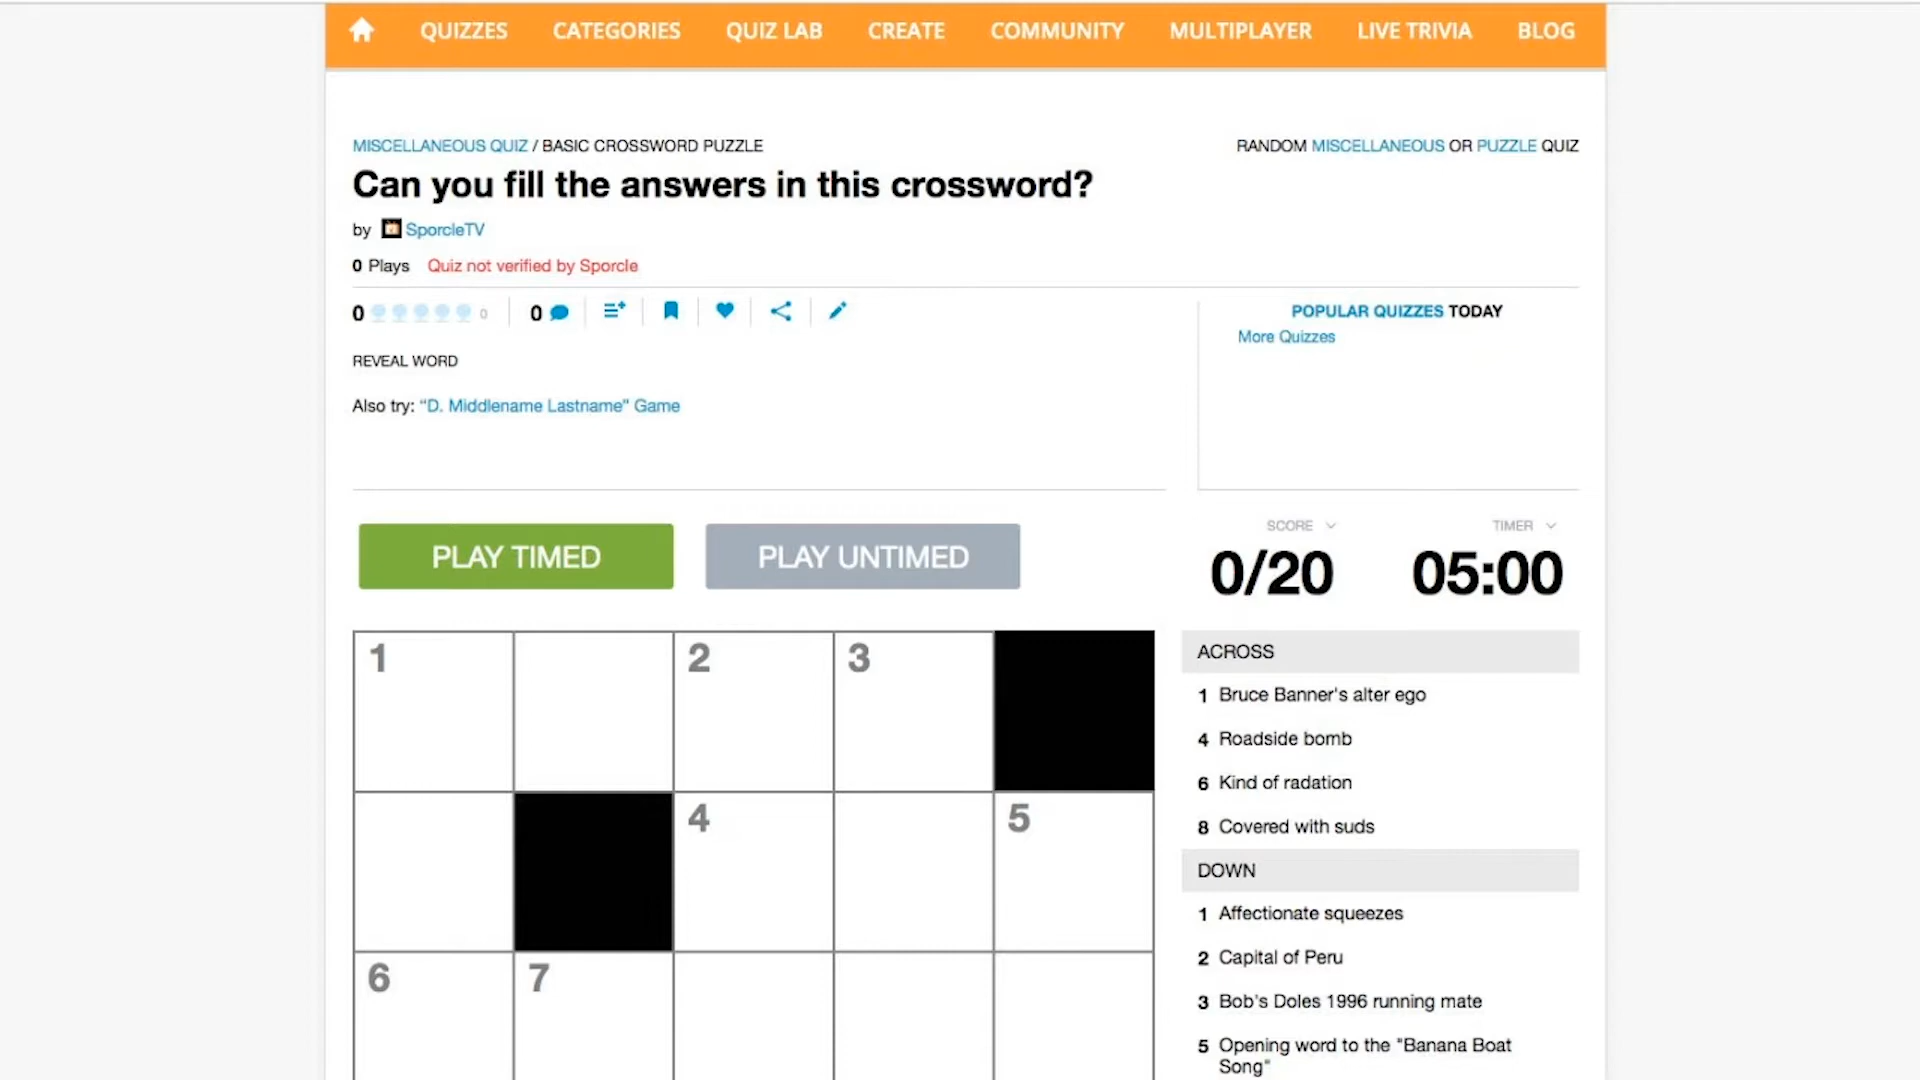 QUIZZES CATEGORIES QUIZ LAB CREATE COMMUNITY MULTIPLAYER LIVE TRIVIA BLOG
MISCELLANEOUS QUIZ / BASIC CROSSWORD PUZZLE
RANDOM MISCELLANEOUS OR PUZZLE QUIZ
Can you fill the answers in this crossword?
by SporcleTV
0 Plays Quiz not verified by Sporcle
0 0 0
POPULAR QUIZZES TODAY
More Quizzes
REVEAL WORD
Also try: "D. Middlename Lastname" Game
PLAY TIMED PLAY UNTIMED
SCORE TIMER
0/20 05:00
1 2 3
4 5
6 7
ACROSS
1 Bruce Banner's alter ego
4 Roadside bomb
6 Kind of radation
8 Covered with suds
DOWN
1 Affectionate squeezes
2 Capital of Peru
3 Bob's Doles 1996 running mate
5 Opening word to the "Banana Boat
Song"